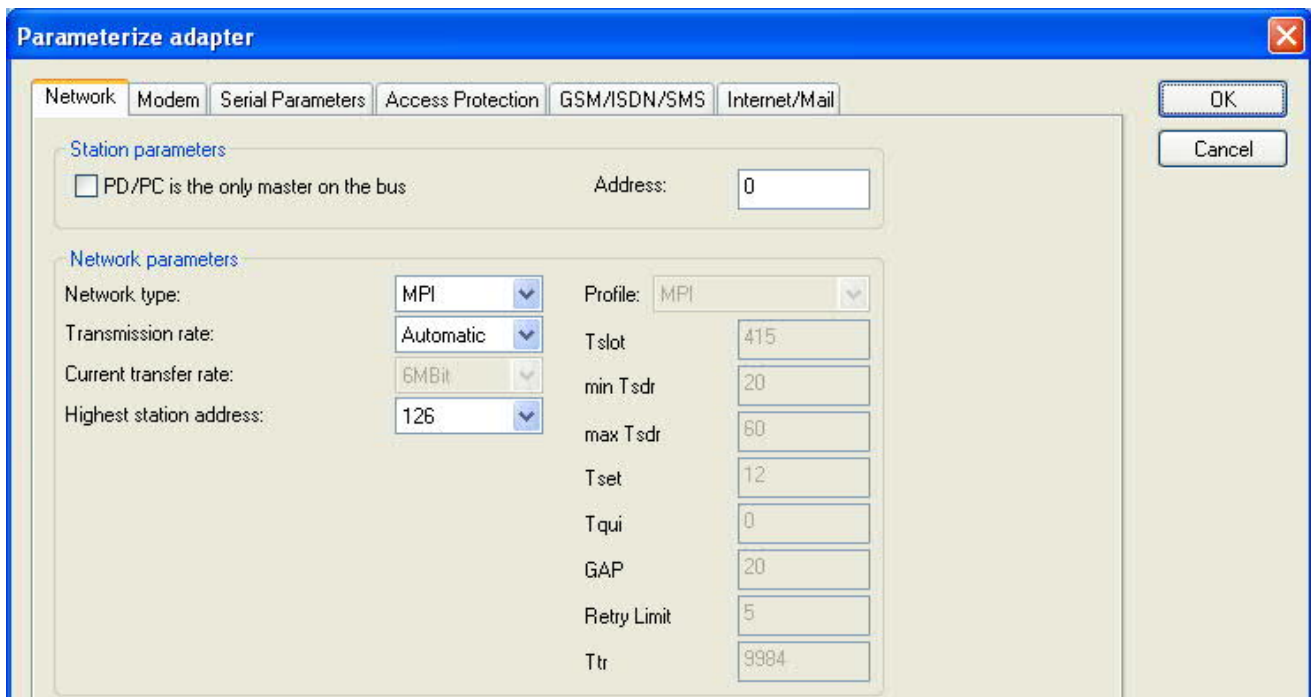 Parameterize adapter
Network Modem Serial Parameters Access Protection GSM/ISDN/SMS Internet/Mail
OK
Cancel
Station parameters
PD/PC is the only master on the bus
Address: 0
Network parameters
Network type: MPI
Transmission rate: Automatic
Current transfer rate: 6MBit
Highest station address: 126
Profile: MPI
Tslot 415
min Tsdr 20
max Tsdr 60
Tset 12
Tqui 0
GAP 20
Retry Limit 5
Ttr 9984